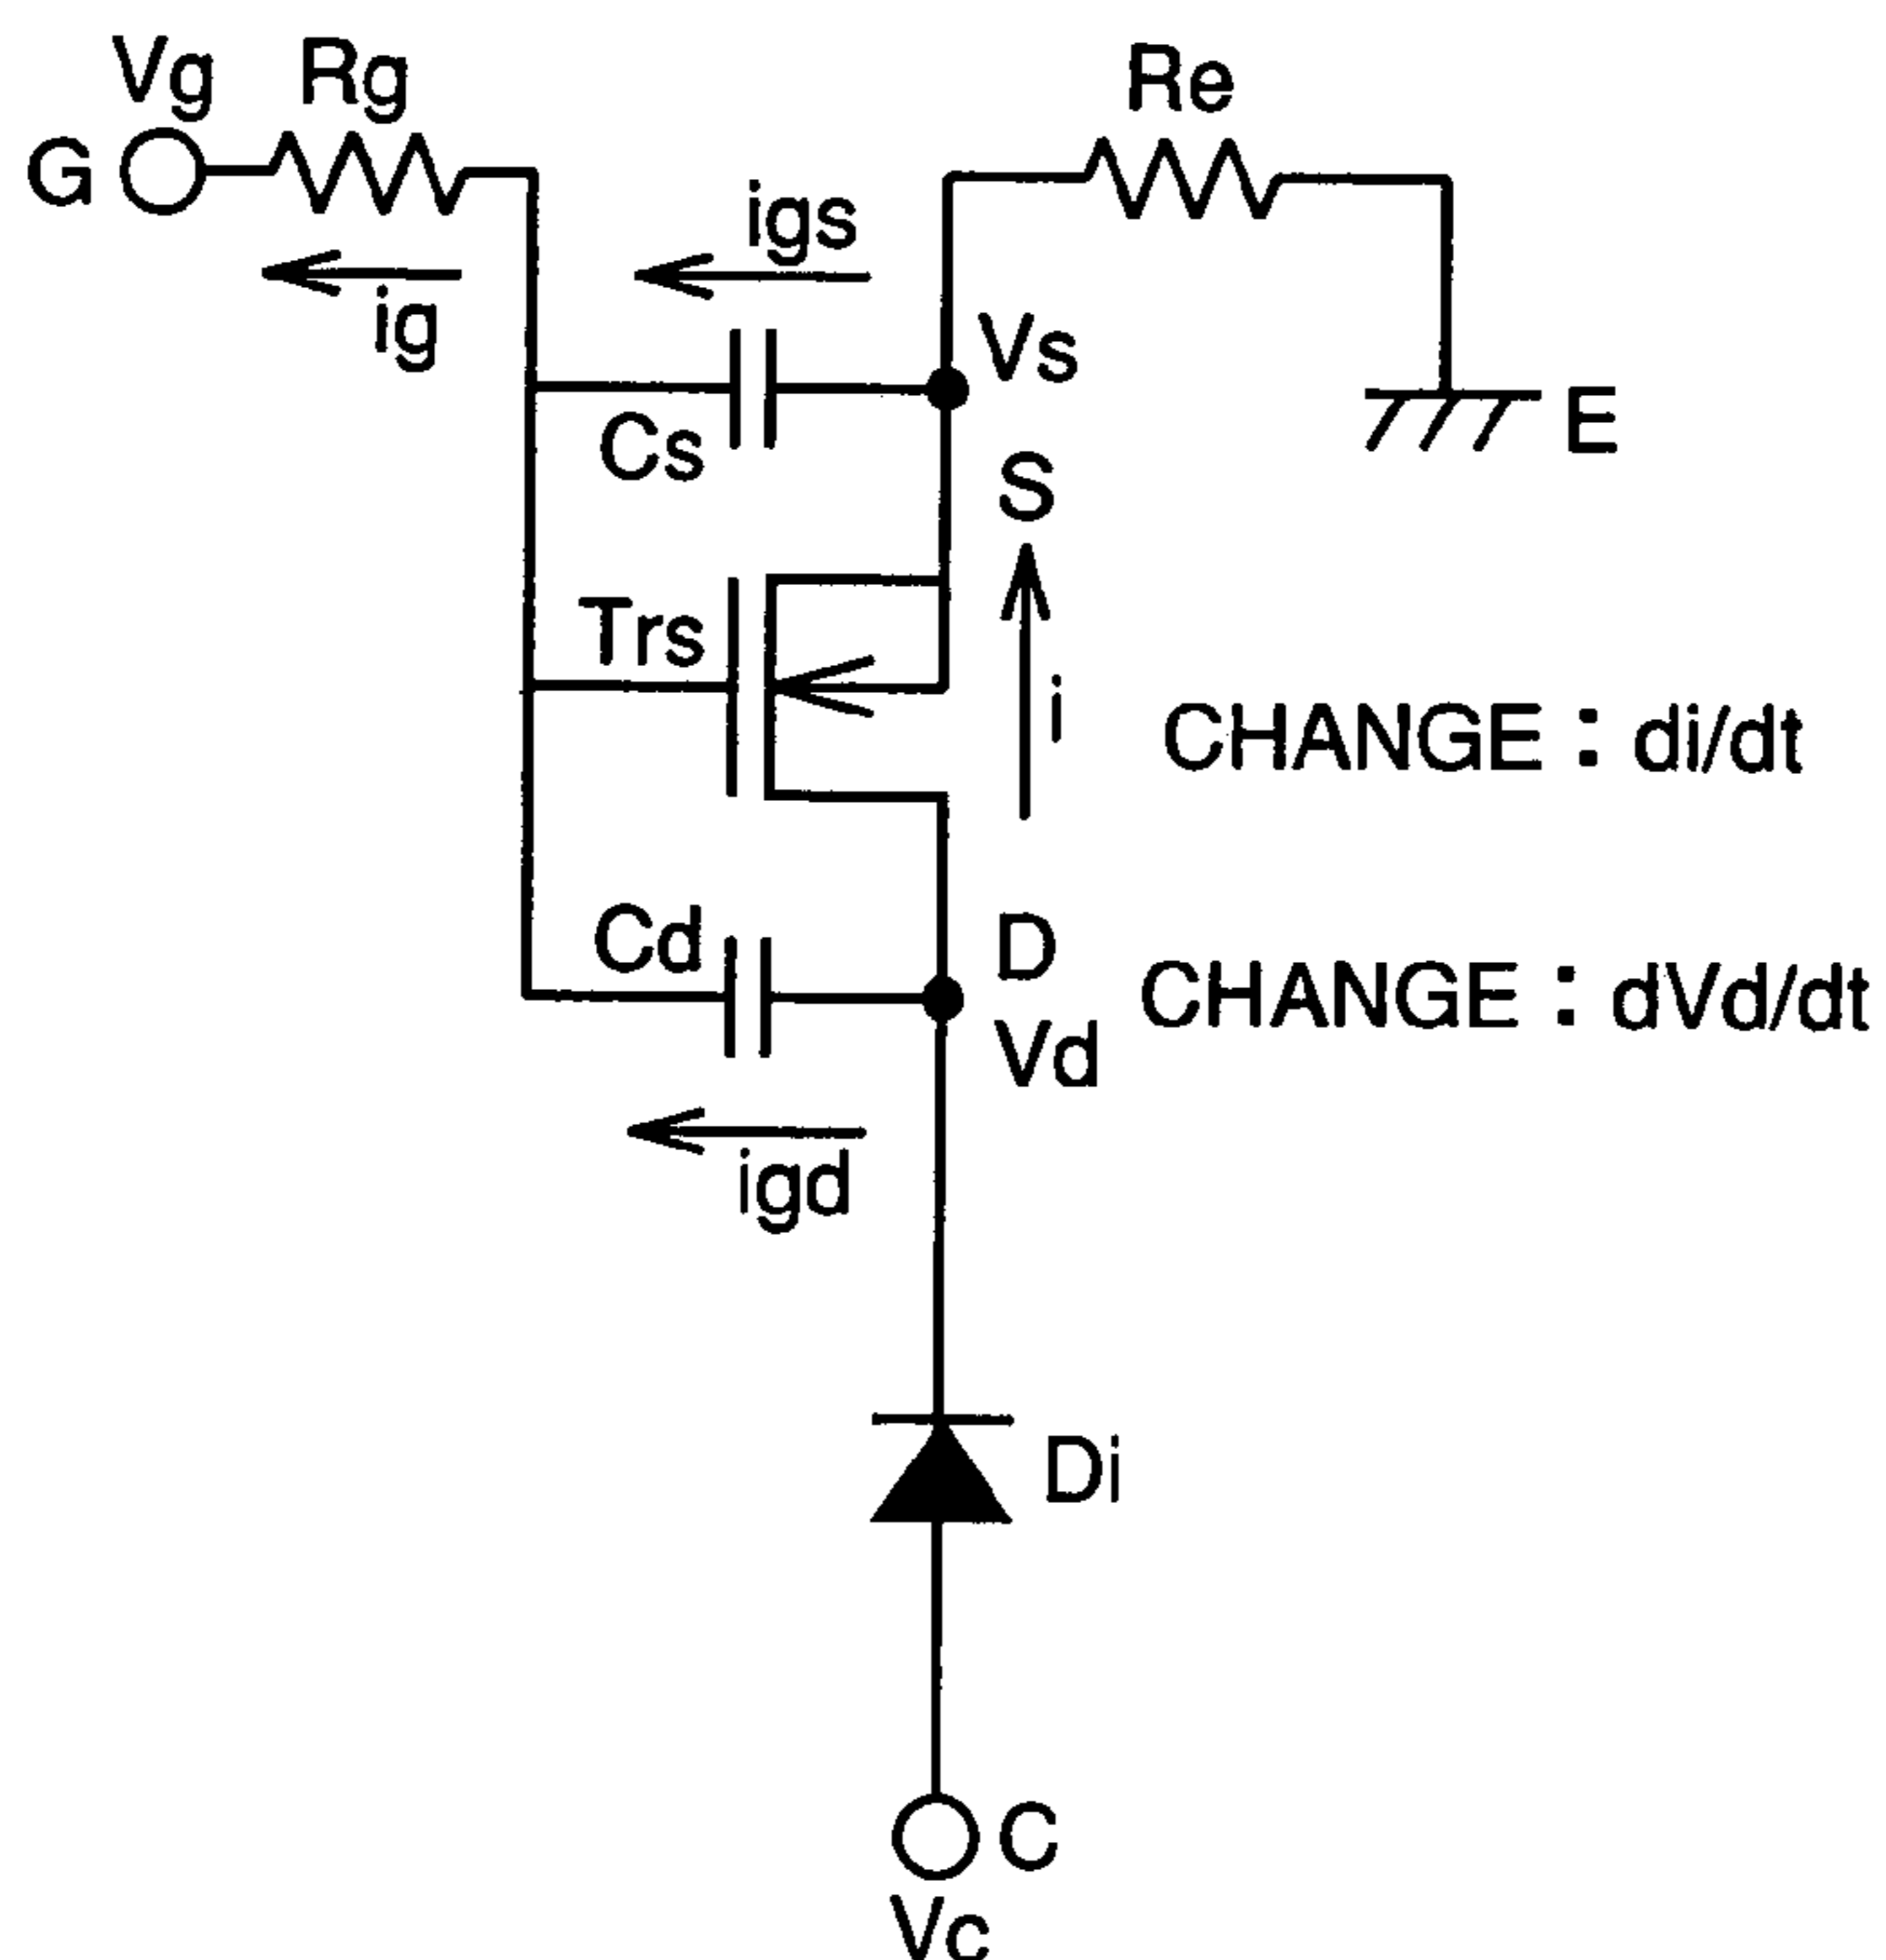 Vg
Rg
Re
G
igs
ig
Vs
Cs
E
S
Trs
i
CHANGE : di/dt
Cd
D
CHANGE : dVd/dt
Vd
igd
Di
C
Vc